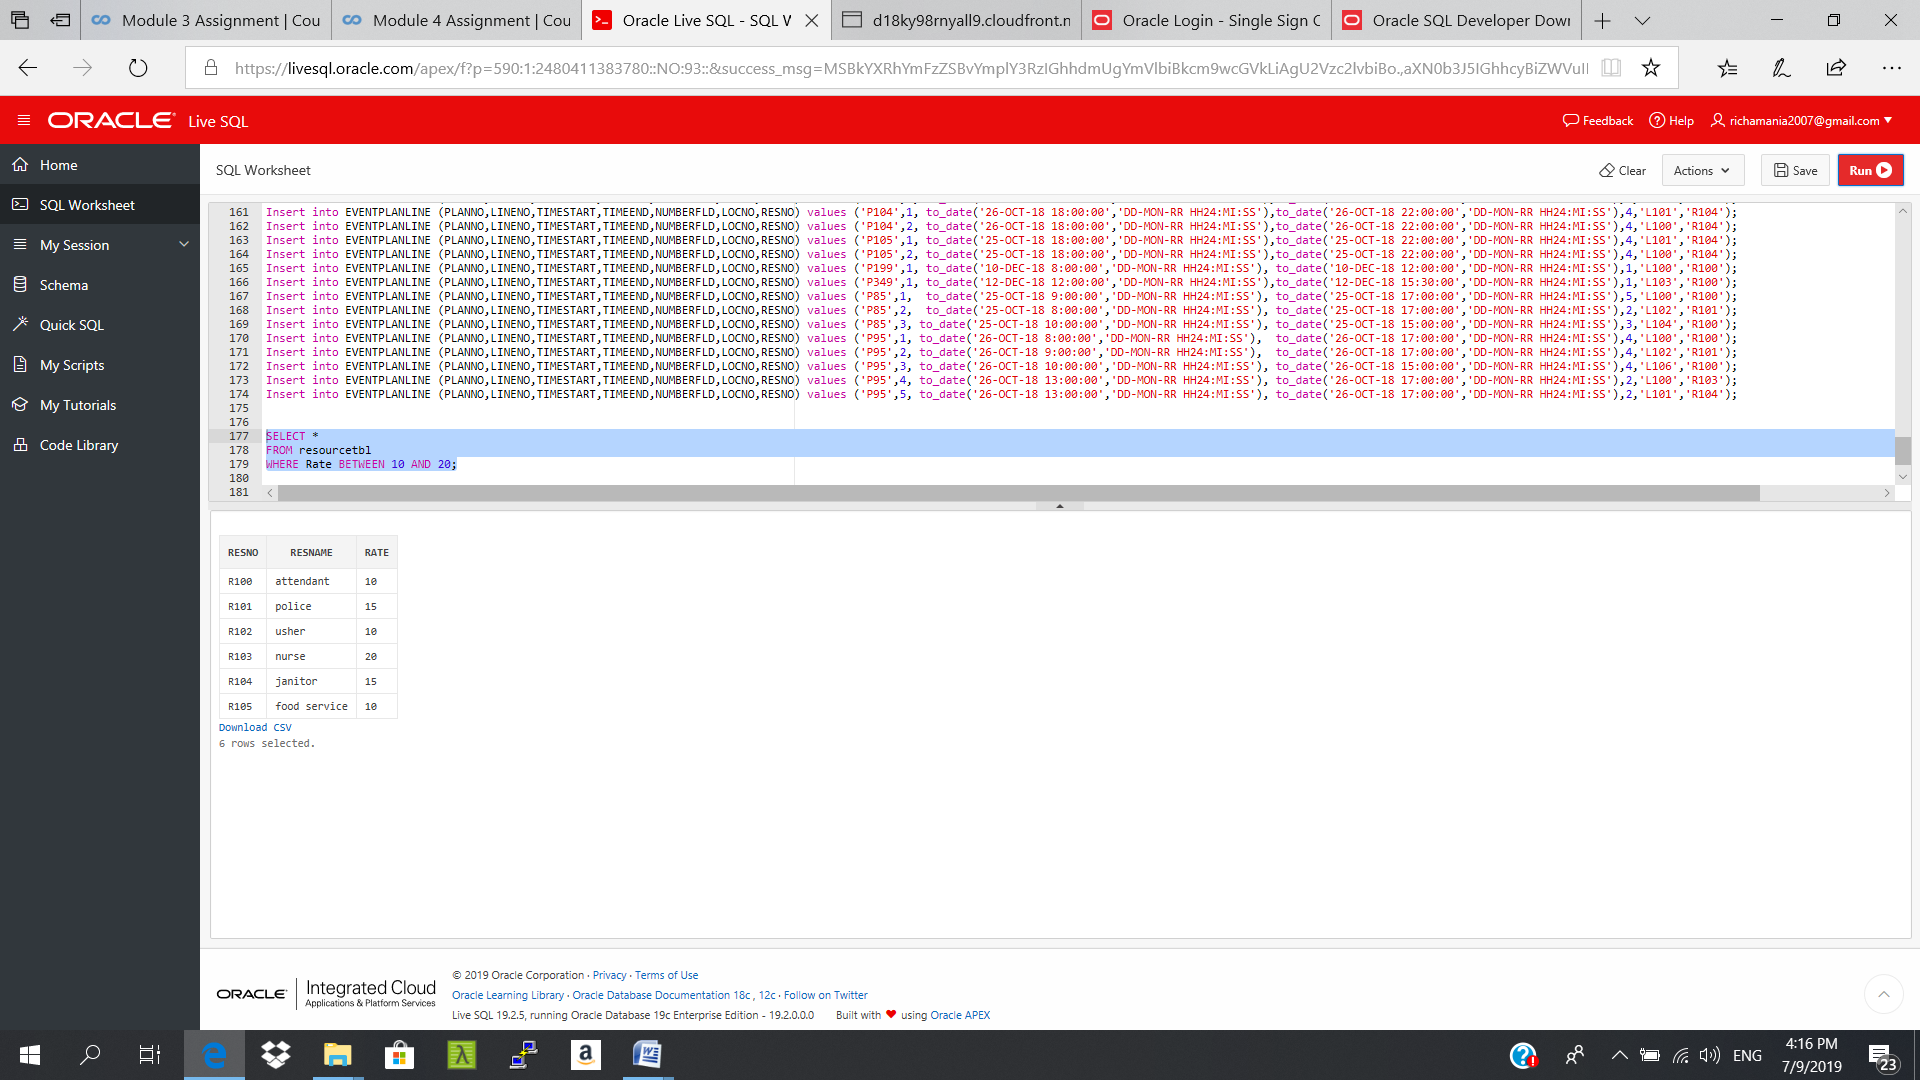 Module 3 Assignment | Cou
Module 4 Assignment | Cou
Oracle Live SQL - SQL W
d18ky98rnyall9.cloudfront.n
Oracle Login - Single Sign O
Oracle SQL Developer Down
ORACLE Live SQL
Feedback
Help
richamania2007@gmail.com
Home
SQL Worksheet
My Session
Schema
Quick SQL
My Scripts
My Tutorials
Code Library
SQL Worksheet
Clear
Actions
Save
Run
161 Insert into EVENTPLANLINE (PLANNO,LINENO,TIMESTART,TIMEEND,NUMBERFLD,LOCNO,RESNO) values ('P104',1, to_date('26-OCT-18 18:00:00','DD-MON-RR HH24:MI:SS'),to_date('26-OCT-18 22:00:00','DD-MON-RR HH24:MI:SS'),4,'L101','R104');
162 Insert into EVENTPLANLINE (PLANNO,LINENO,TIMESTART,TIMEEND,NUMBERFLD,LOCNO,RESNO) values ('P104',2, to_date('26-OCT-18 18:00:00','DD-MON-RR HH24:MI:SS'),to_date('26-OCT-18 22:00:00','DD-MON-RR HH24:MI:SS'),4,'L100','R104');
163 Insert into EVENTPLANLINE (PLANNO,LINENO,TIMESTART,TIMEEND,NUMBERFLD,LOCNO,RESNO) values ('P105',1, to_date('25-OCT-18 18:00:00','DD-MON-RR HH24:MI:SS'),to_date('25-OCT-18 22:00:00','DD-MON-RR HH24:MI:SS'),4,'L101','R104');
164 Insert into EVENTPLANLINE (PLANNO,LINENO,TIMESTART,TIMEEND,NUMBERFLD,LOCNO,RESNO) values ('P105',2, to_date('25-OCT-18 18:00:00','DD-MON-RR HH24:MI:SS'),to_date('25-OCT-18 22:00:00','DD-MON-RR HH24:MI:SS'),4,'L100','R104');
165 Insert into EVENTPLANLINE (PLANNO,LINENO,TIMESTART,TIMEEND,NUMBERFLD,LOCNO,RESNO) values ('P199',1, to_date('10-DEC-18 8:00:00','DD-MON-RR HH24:MI:SS'), to_date('10-DEC-18 12:00:00','DD-MON-RR HH24:MI:SS'),1,'L100','R100');
166 Insert into EVENTPLANLINE (PLANNO,LINENO,TIMESTART,TIMEEND,NUMBERFLD,LOCNO,RESNO) values ('P349',1, to_date('12-DEC-18 12:00:00','DD-MON-RR HH24:MI:SS'),to_date('12-DEC-18 15:30:00','DD-MON-RR HH24:MI:SS'),1,'L103','R100');
167 Insert into EVENTPLANLINE (PLANNO,LINENO,TIMESTART,TIMEEND,NUMBERFLD,LOCNO,RESNO) values ('P85',1,  to_date('25-OCT-18 9:00:00','DD-MON-RR HH24:MI:SS'), to_date('25-OCT-18 17:00:00','DD-MON-RR HH24:MI:SS'),5,'L100','R100');
168 Insert into EVENTPLANLINE (PLANNO,LINENO,TIMESTART,TIMEEND,NUMBERFLD,LOCNO,RESNO) values ('P85',2,  to_date('25-OCT-18 8:00:00','DD-MON-RR HH24:MI:SS'), to_date('25-OCT-18 17:00:00','DD-MON-RR HH24:MI:SS'),2,'L102','R101');
169 Insert into EVENTPLANLINE (PLANNO,LINENO,TIMESTART,TIMEEND,NUMBERFLD,LOCNO,RESNO) values ('P85',3, to_date('25-OCT-18 10:00:00','DD-MON-RR HH24:MI:SS'), to_date('25-OCT-18 15:00:00','DD-MON-RR HH24:MI:SS'),3,'L104','R100');
170 Insert into EVENTPLANLINE (PLANNO,LINENO,TIMESTART,TIMEEND,NUMBERFLD,LOCNO,RESNO) values ('P95',1, to_date('26-OCT-18 8:00:00','DD-MON-RR HH24:MI:SS'),  to_date('26-OCT-18 17:00:00','DD-MON-RR HH24:MI:SS'),4,'L100','R100');
171 Insert into EVENTPLANLINE (PLANNO,LINENO,TIMESTART,TIMEEND,NUMBERFLD,LOCNO,RESNO) values ('P95',2, to_date('26-OCT-18 9:00:00','DD-MON-RR HH24:MI:SS'),  to_date('26-OCT-18 17:00:00','DD-MON-RR HH24:MI:SS'),4,'L102','R101');
172 Insert into EVENTPLANLINE (PLANNO,LINENO,TIMESTART,TIMEEND,NUMBERFLD,LOCNO,RESNO) values ('P95',3, to_date('26-OCT-18 10:00:00','DD-MON-RR HH24:MI:SS'), to_date('26-OCT-18 15:00:00','DD-MON-RR HH24:MI:SS'),4,'L106','R100');
173 Insert into EVENTPLANLINE (PLANNO,LINENO,TIMESTART,TIMEEND,NUMBERFLD,LOCNO,RESNO) values ('P95',4, to_date('26-OCT-18 13:00:00','DD-MON-RR HH24:MI:SS'), to_date('26-OCT-18 17:00:00','DD-MON-RR HH24:MI:SS'),2,'L100','R103');
174 Insert into EVENTPLANLINE (PLANNO,LINENO,TIMESTART,TIMEEND,NUMBERFLD,LOCNO,RESNO) values ('P95',5, to_date('26-OCT-18 13:00:00','DD-MON-RR HH24:MI:SS'), to_date('26-OCT-18 17:00:00','DD-MON-RR HH24:MI:SS'),2,'L101','R104');
175
176
177 SELECT *
178 FROM resourcetbl
179 WHERE Rate BETWEEN 10 AND 20;
180
181
RESNO RESNAME RATE
R100 attendant 10
R101 police 15
R102 usher 10
R103 nurse 20
R104 janitor 15
R105 food service 10
Download CSV
6 rows selected.
ORACLE Integrated Cloud
Applications & Platform Services
© 2019 Oracle Corporation · Privacy · Terms of Use
Oracle Learning Library · Oracle Database Documentation 18c , 12c · Follow on Twitter
Live SQL 19.2.5, running Oracle Database 19c Enterprise Edition - 19.2.0.0.0 Built with ❤ using Oracle APEX
ENG
4:16 PM
7/9/2019
23